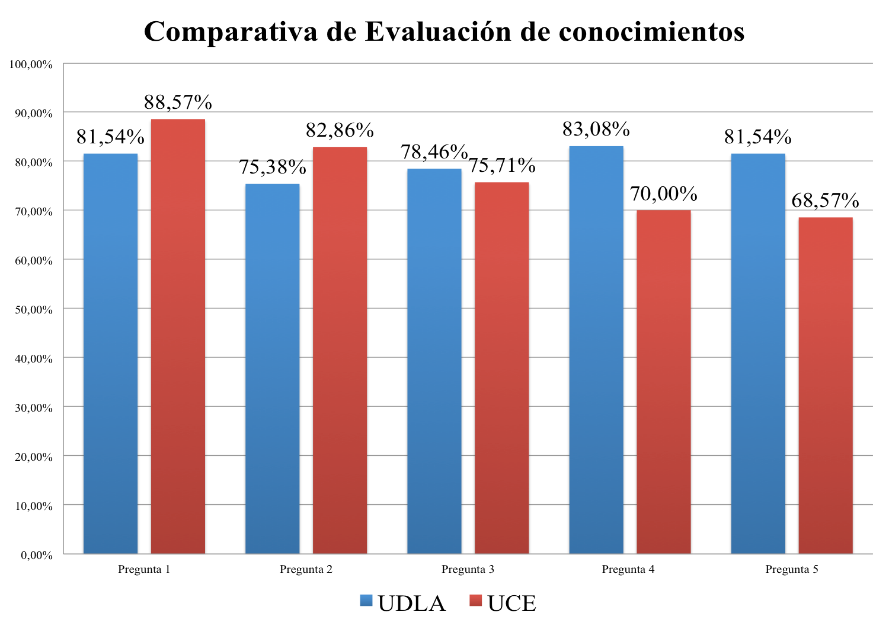 Comparativa de Evaluación de conocimientos
100,00%
90,00%
80,00%
70,00%
60,00%
50,00%
40,00%
30,00%
20,00%
10,00%
0,00%
81,54% 88,57% 75,38% 82,86% 78,46% 75,71% 83,08% 70,00% 81,54% 68,57%
Pregunta 1 Pregunta 2 Pregunta 3 Pregunta 4 Pregunta 5
UDLA UCE